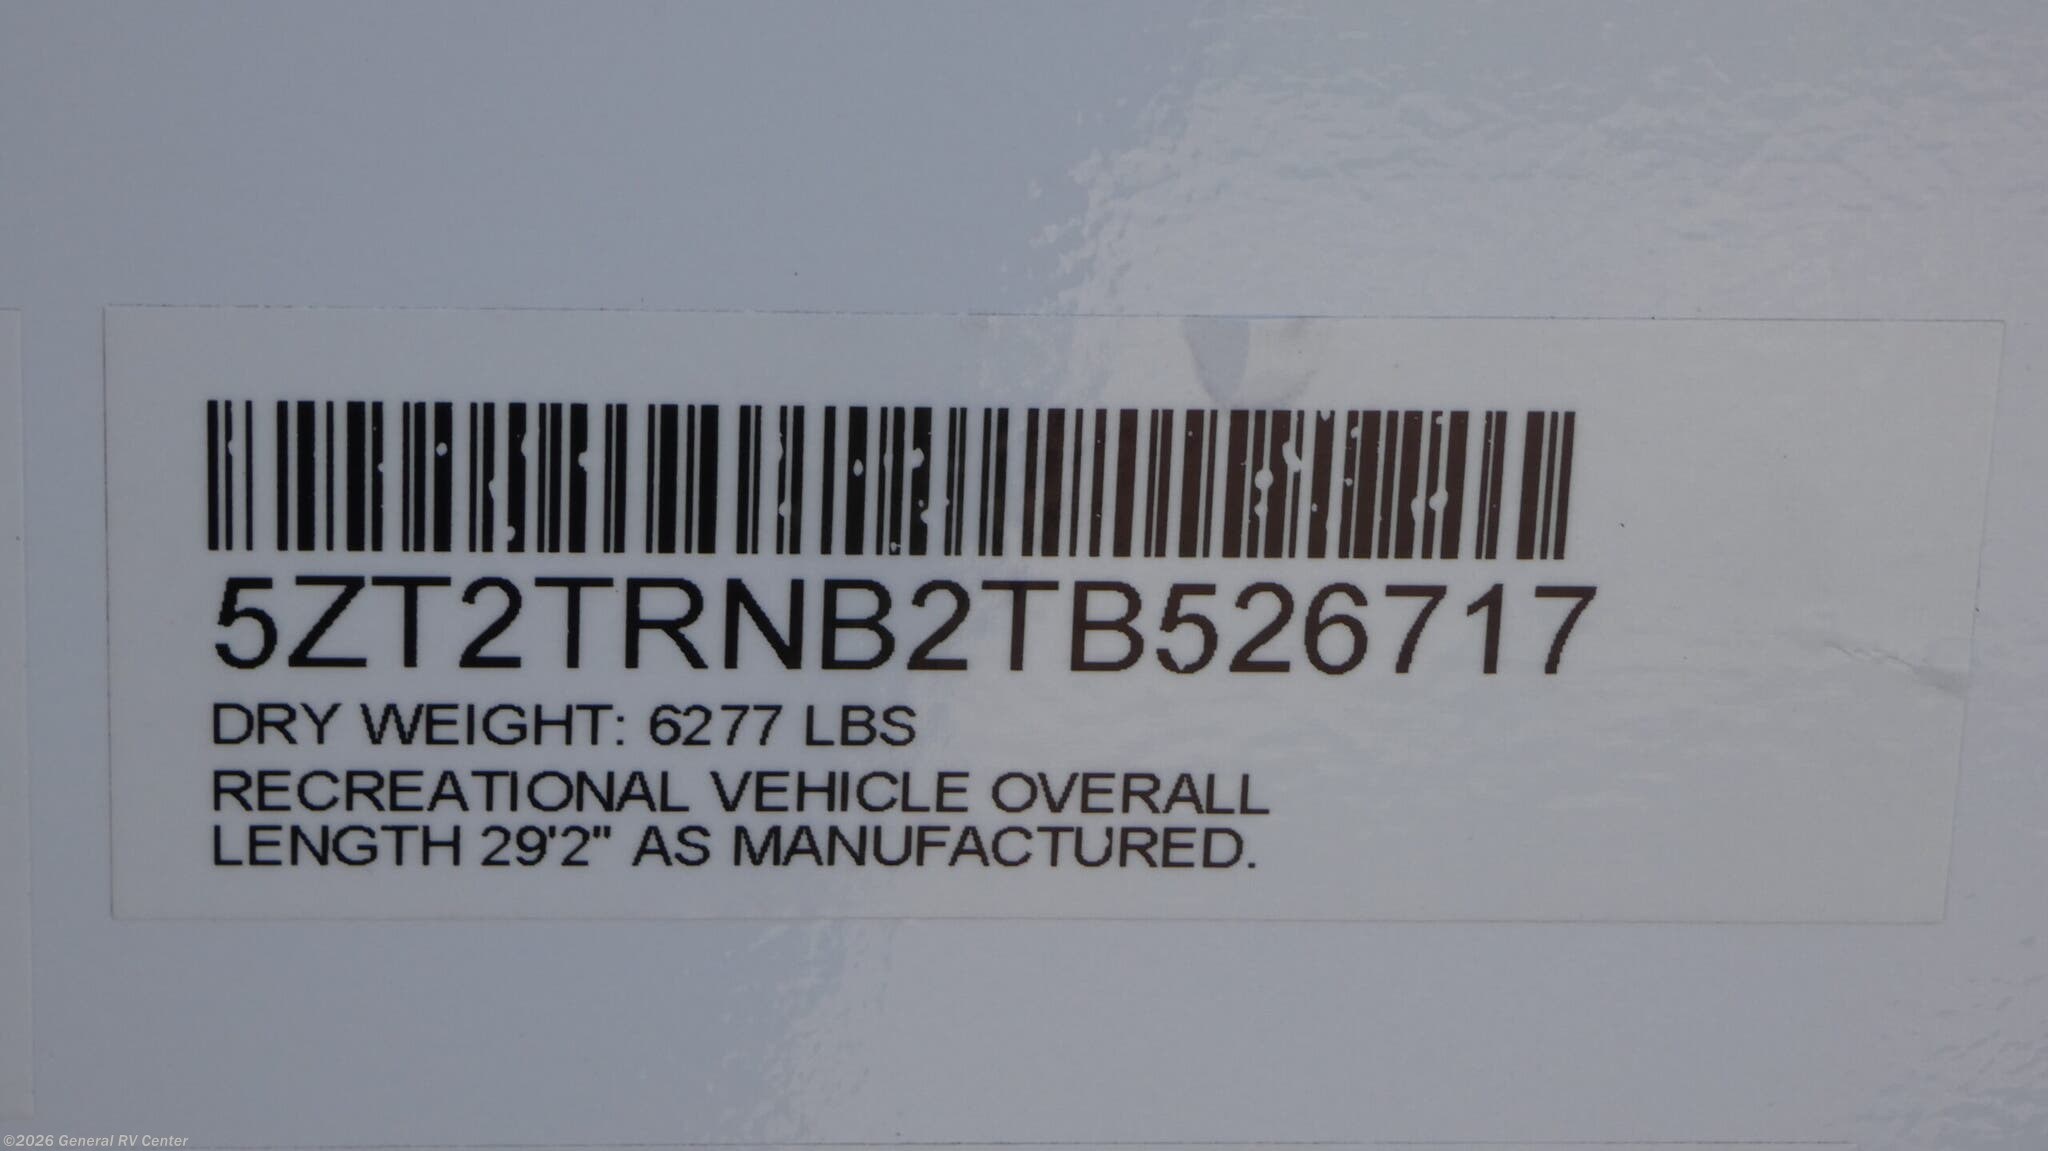 5ZT2TRNB2TB526717
DRY WEIGHT: 6277 LBS
RECREATIONAL VEHICLE OVERALL
LENGTH 29'2" AS MANUFACTURED.
©2026 General RV Center